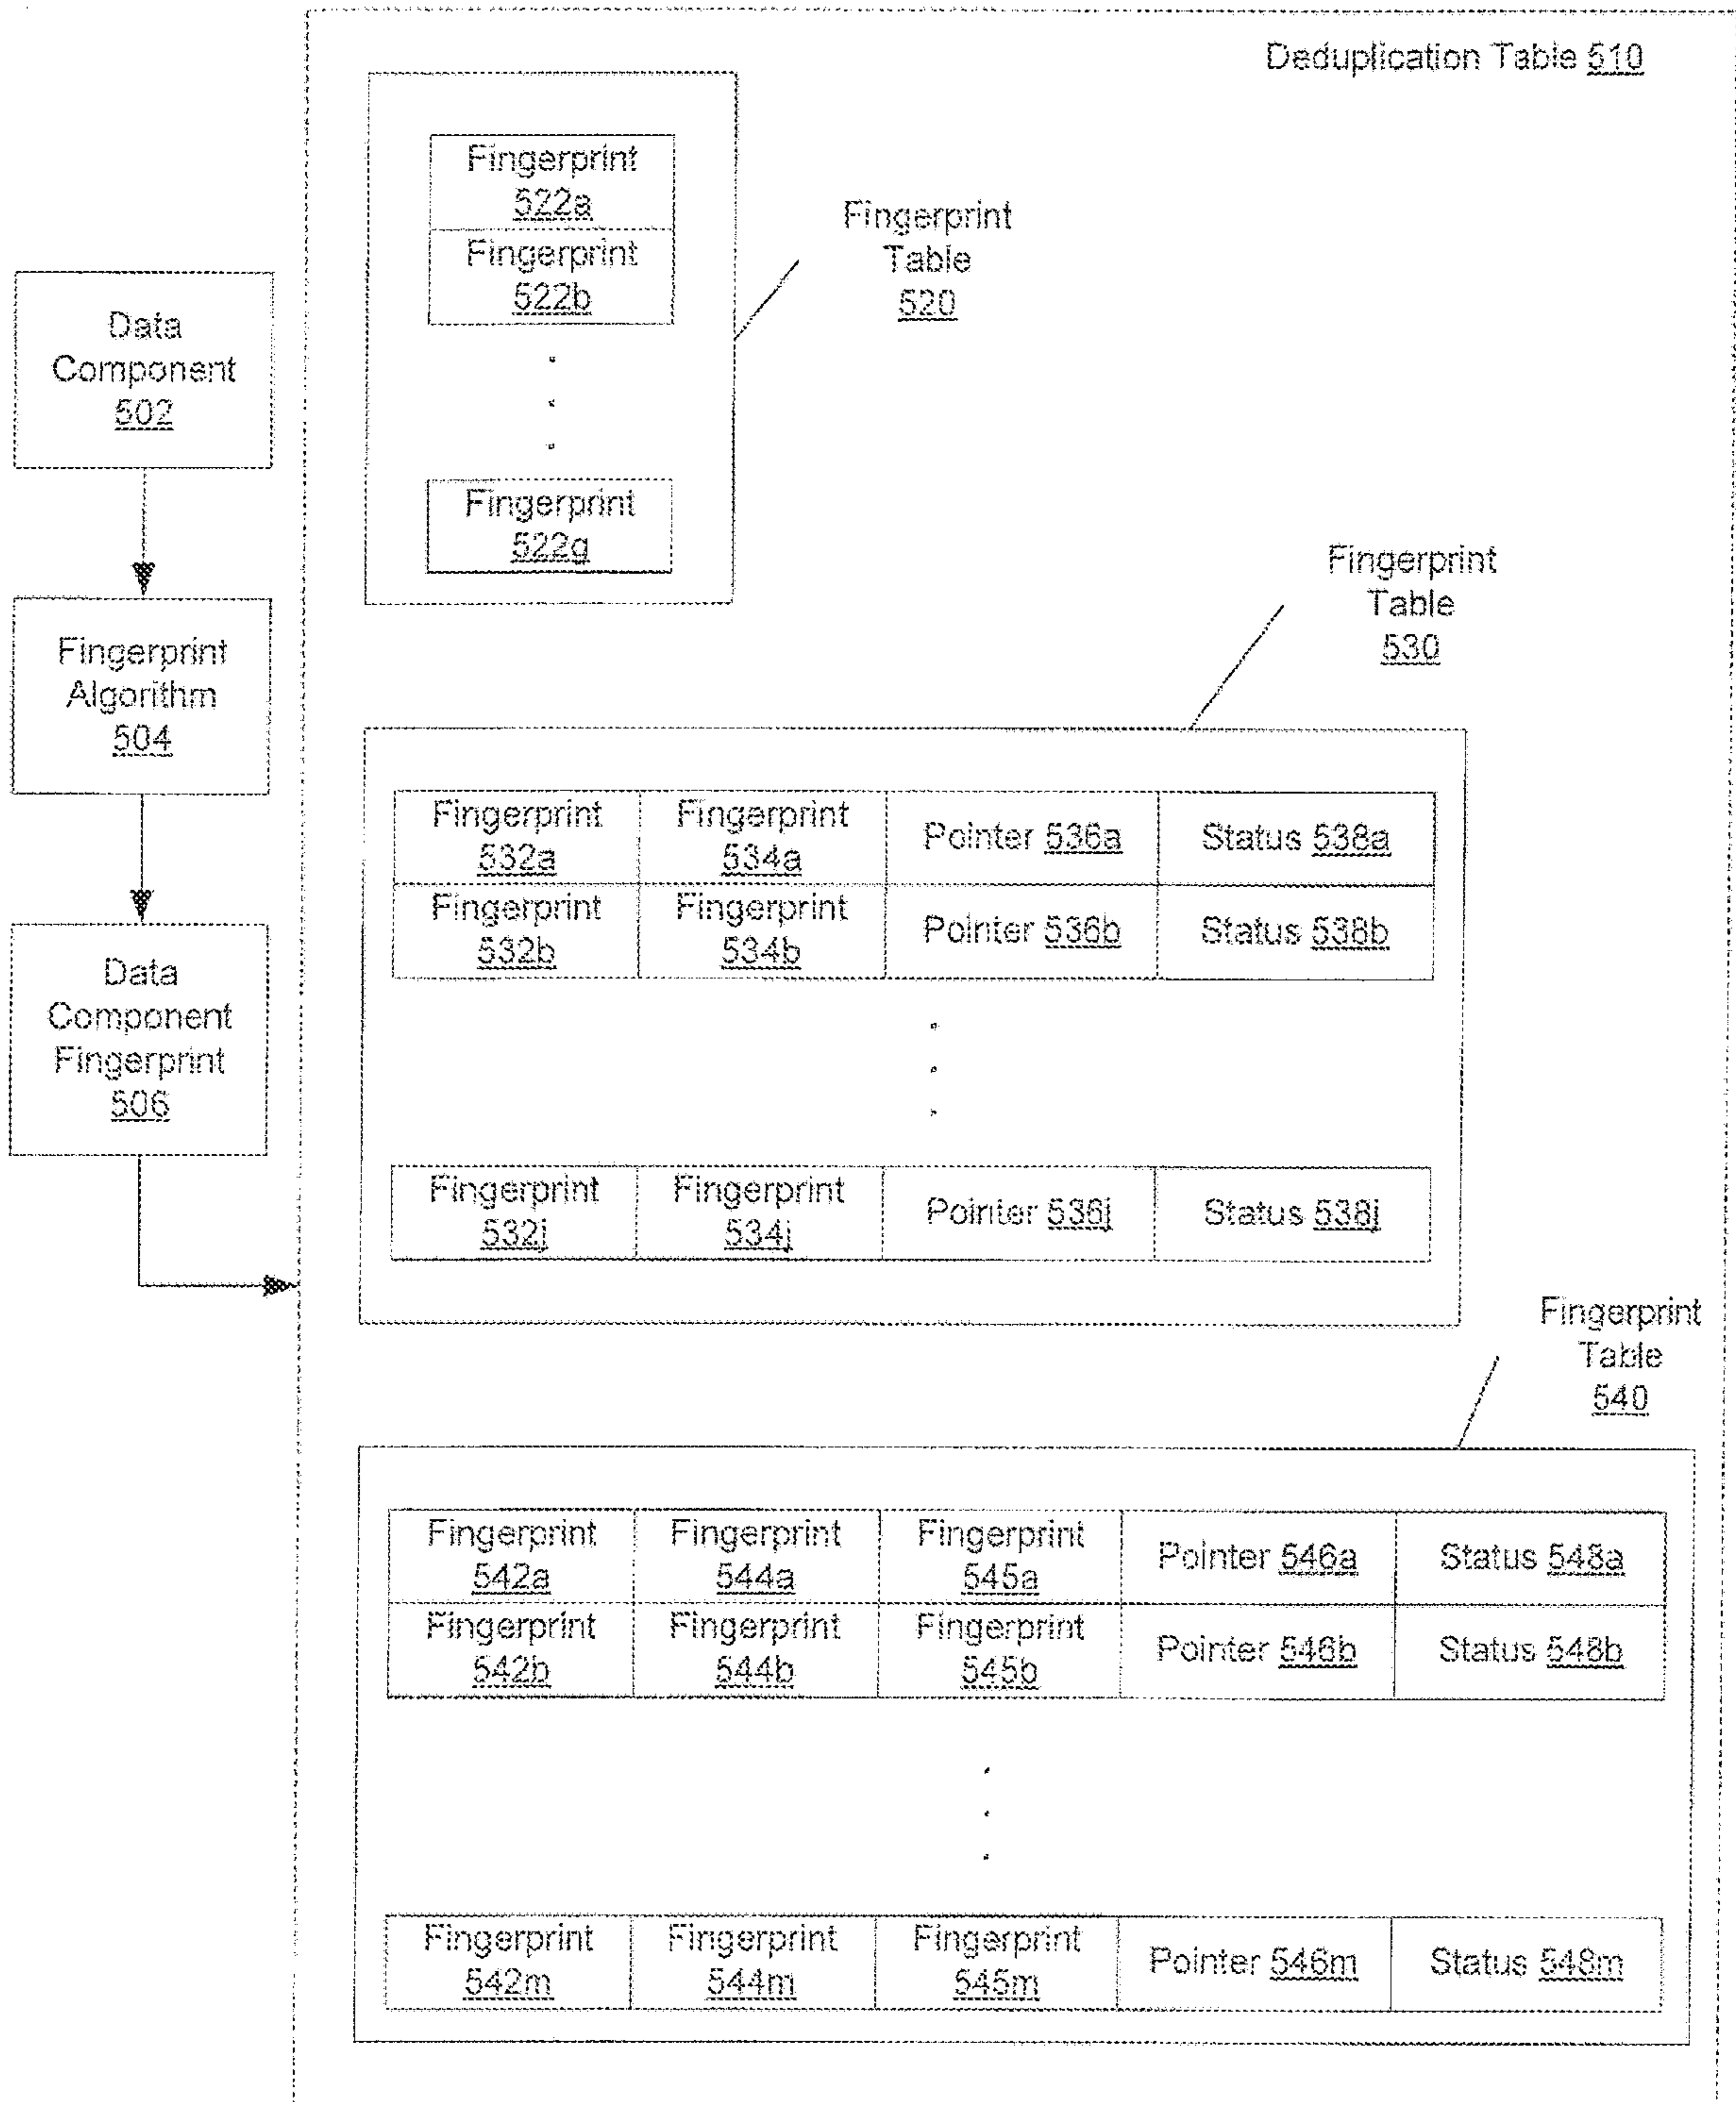 Deduplication Table 510
Fingerprint
522a
Fingerprint
522b
Fingerprint
522g
Fingerprint
Table
520
Data
Component
502
Fingerprint
Algorithm
504
Data
Component
Fingerprint
506
Fingerprint
Table
530
Fingerprint
532a
Fingerprint
534a
Pointer 536a
Status 538a
Fingerprint
532b
Fingerprint
534b
Pointer 536b
Status 538b
Fingerprint
532j
Fingerprint
534j
Pointer 536j
Status 538j
Fingerprint
Table
540
Fingerprint
542a
Fingerprint
544a
Fingerprint
545a
Pointer 546a
Status 548a
Fingerprint
542b
Fingerprint
544b
Fingerprint
545b
Pointer 546b
Status 548b
Fingerprint
542m
Fingerprint
544m
Fingerprint
545m
Pointer 546m
Status 548m